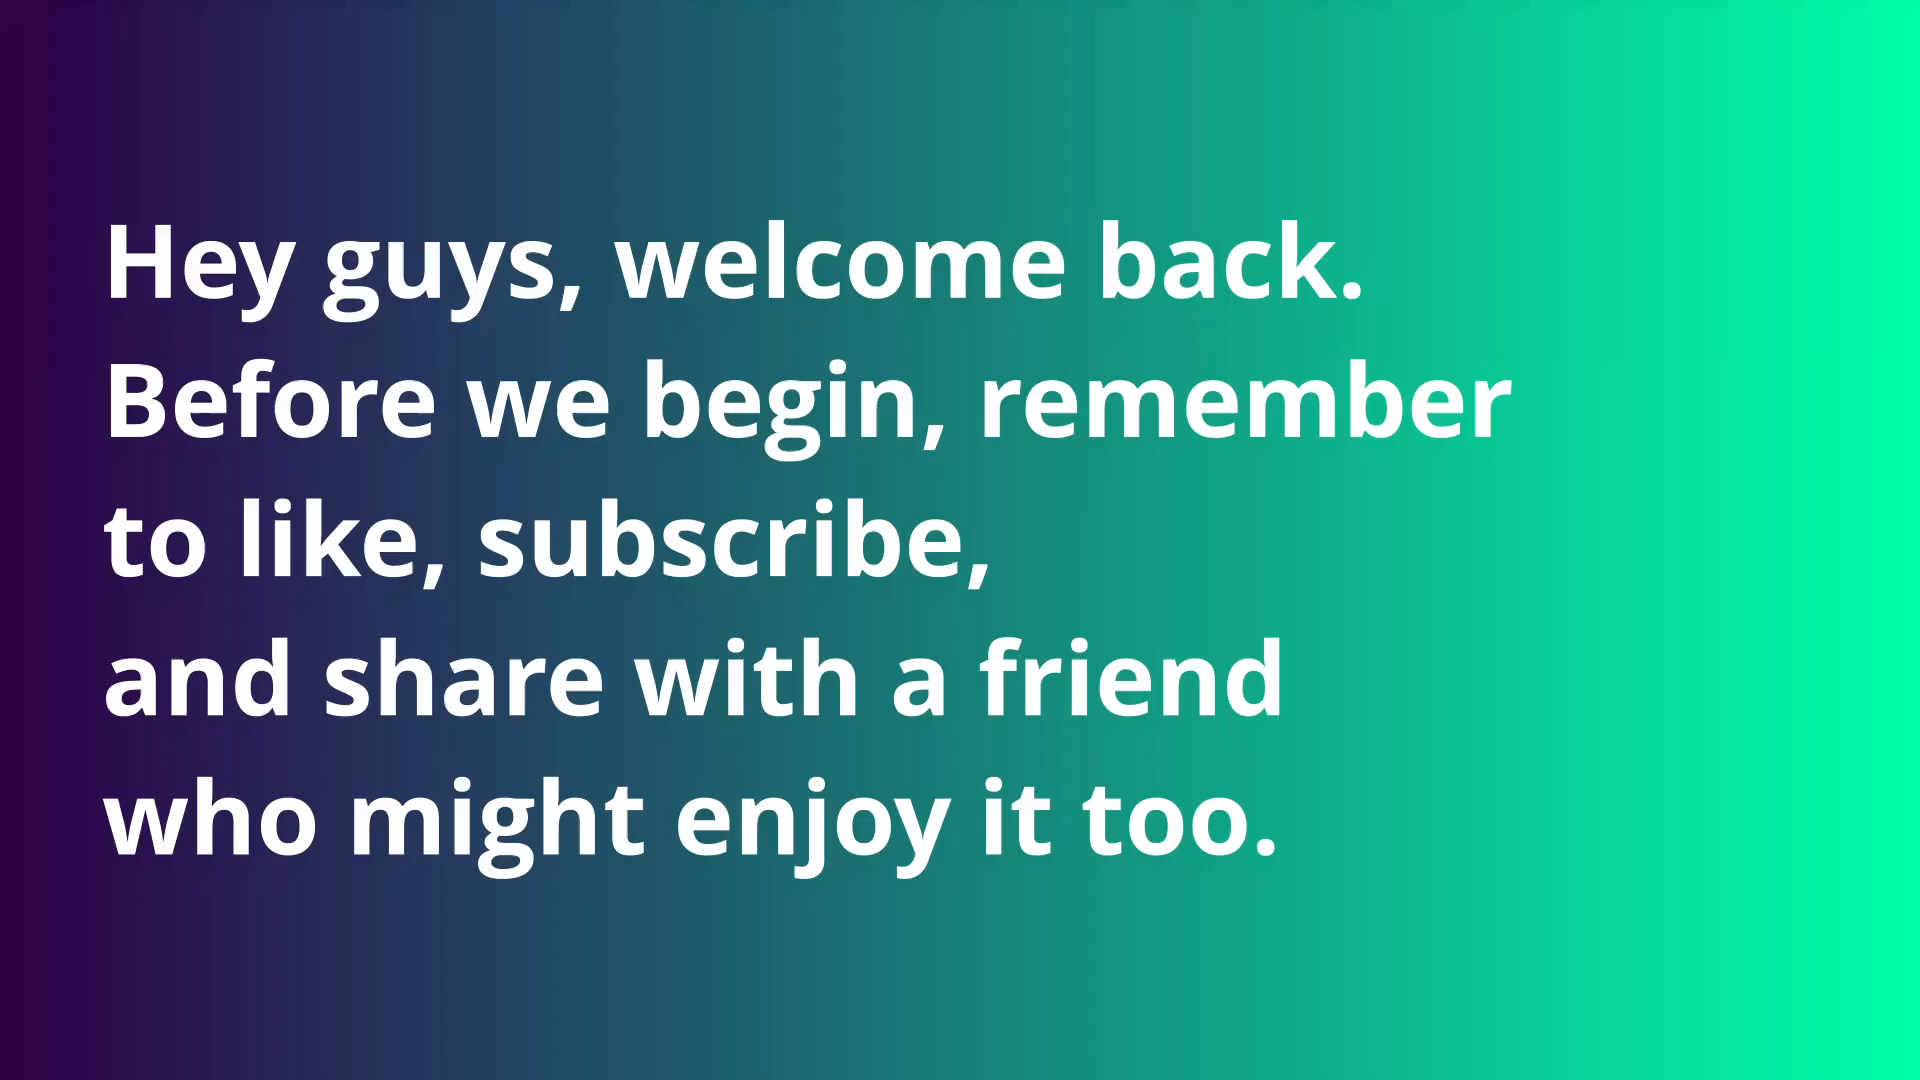 Hey guys, welcome back.
Before we begin, remember
to like, subscribe,
and share with a friend
who might enjoy it too.